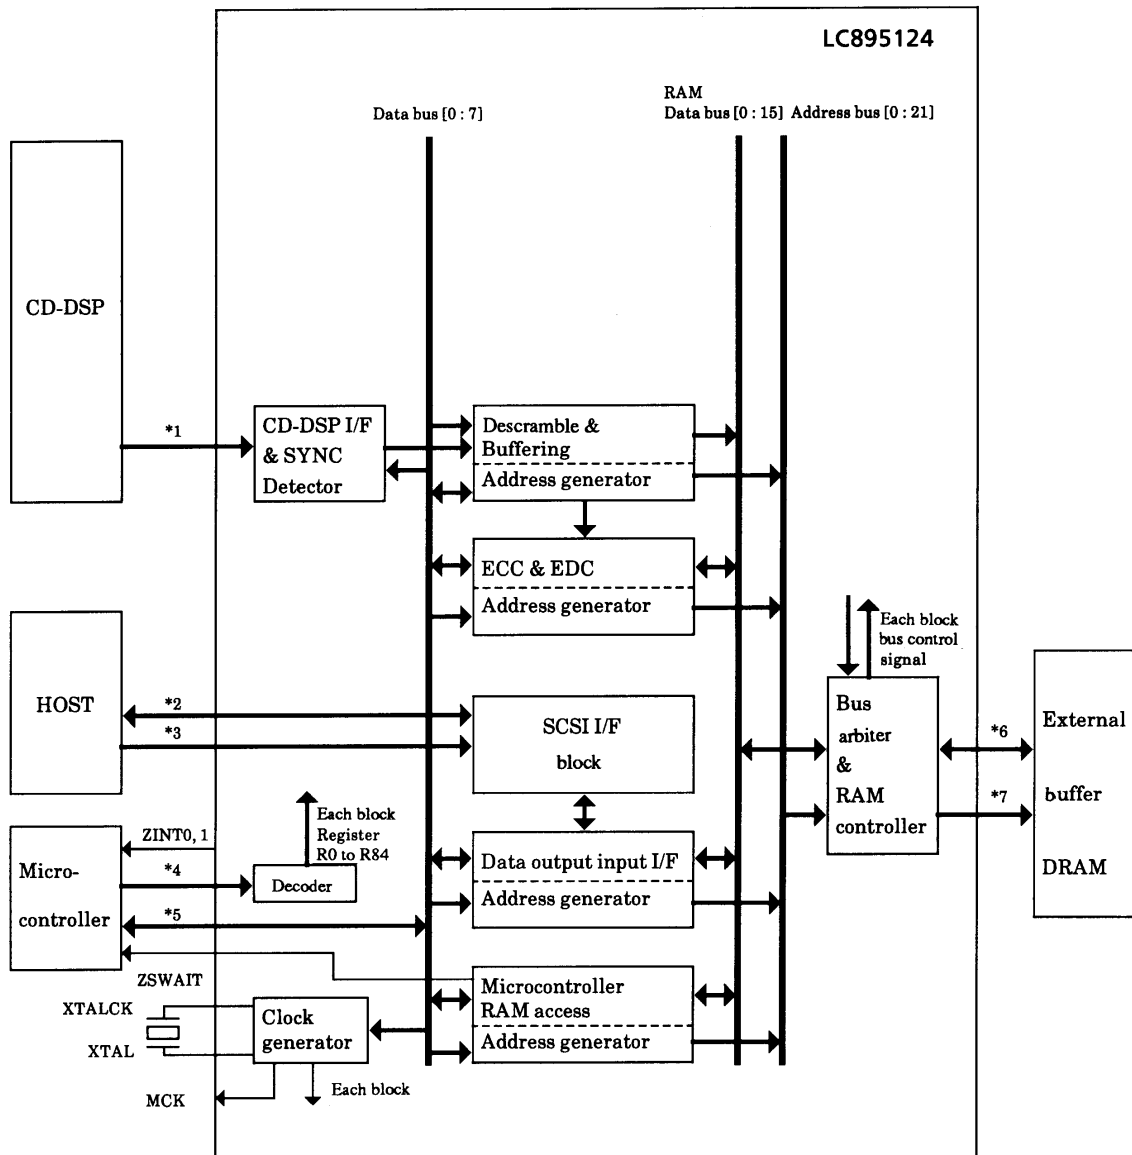 LC895124
RAM
Data bus [0 : 7]
Data bus [0 : 15] Address bus [0 : 21]
CD-DSP
*1
CD-DSP I/F
& SYNC
Detector
Descramble &
Buffering
Address generator
ECC & EDC
Address generator
Each block
bus control
signal
HOST
*2
*3
SCSI I/F
block
Bus
arbiter
&
RAM
controller
*6
*7
External
buffer
DRAM
Each block
Register
R0 to R84
ZINT0, 1
Micro-
controller
*4
Decoder
*5
Data output input I/F
Address generator
ZSWAIT
Microcontroller
RAM access
Address generator
XTALCK
XTAL
Clock
generator
MCK
Each block